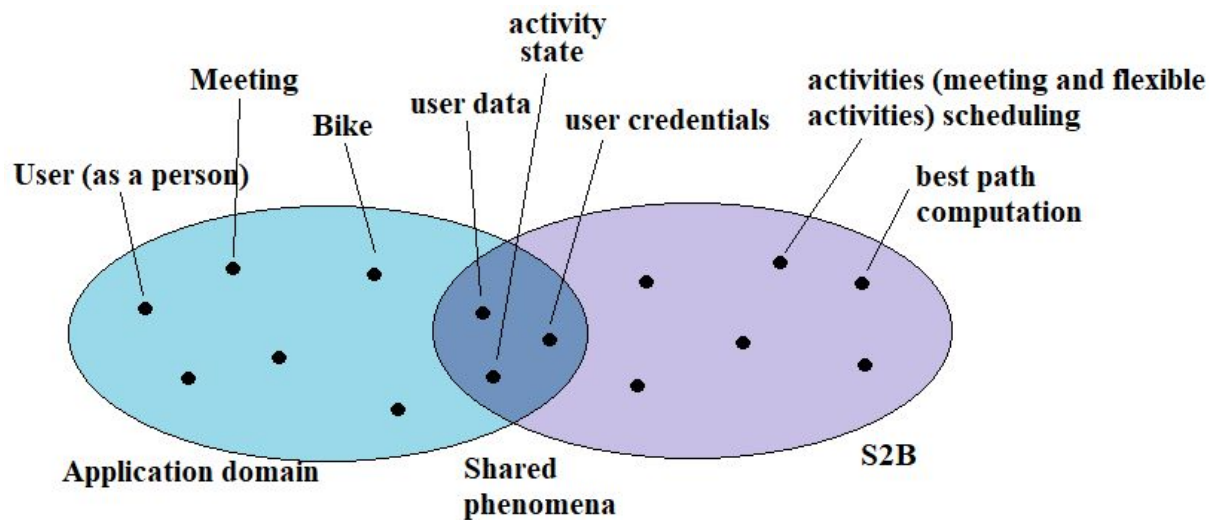 activity
state
Meeting
user data
user credentials
activities (meeting and flexible
activities) scheduling
Bike
User (as a person)
best path
computation
Application domain
Shared
phenomena
S2B